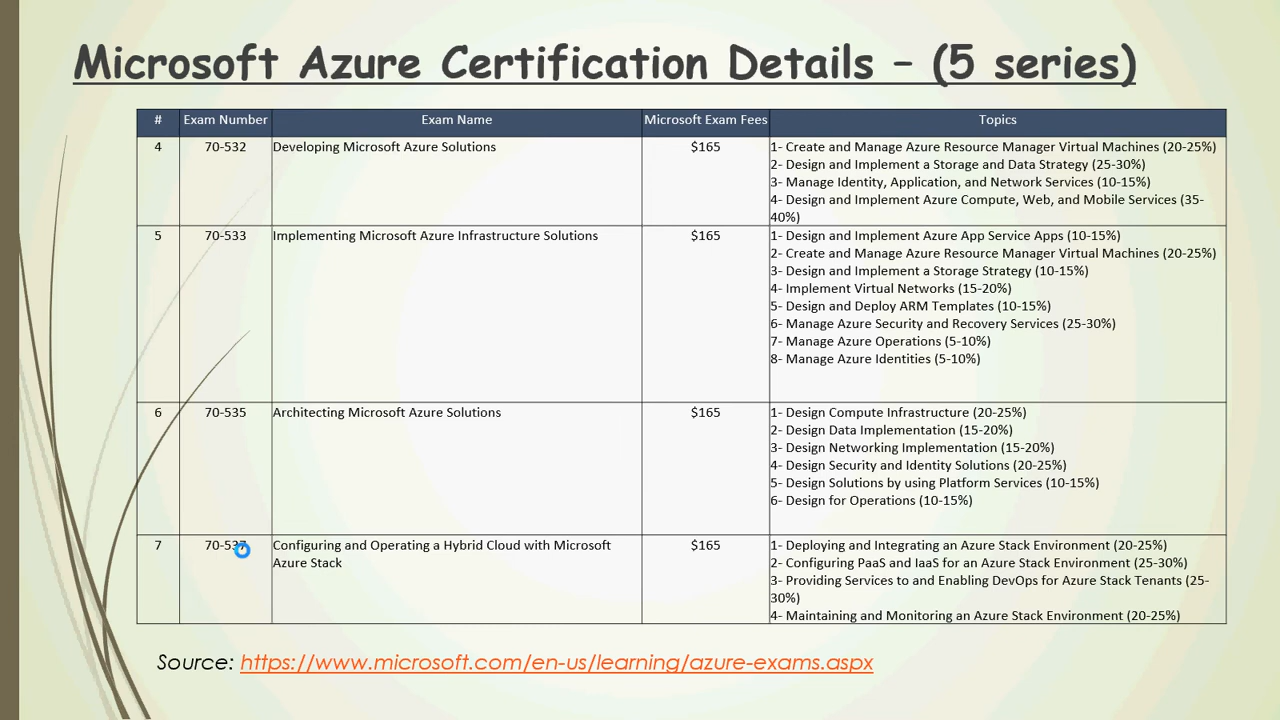 Microsoft Azure Certification Details – (5 series)
# Exam Number Exam Name Microsoft Exam Fees Topics
4 70-532 Developing Microsoft Azure Solutions $165 1- Create and Manage Azure Resource Manager Virtual Machines (20-25%)
2- Design and Implement a Storage and Data Strategy (25-30%)
3- Manage Identity, Application, and Network Services (10-15%)
4- Design and Implement Azure Compute, Web, and Mobile Services (35-
40%)
5 70-533 Implementing Microsoft Azure Infrastructure Solutions $165 1- Design and Implement Azure App Service Apps (10-15%)
2- Create and Manage Azure Resource Manager Virtual Machines (20-25%)
3- Design and Implement a Storage Strategy (10-15%)
4- Implement Virtual Networks (15-20%)
5- Design and Deploy ARM Templates (10-15%)
6- Manage Azure Security and Recovery Services (25-30%)
7- Manage Azure Operations (5-10%)
8- Manage Azure Identities (5-10%)
6 70-535 Architecting Microsoft Azure Solutions $165 1- Design Compute Infrastructure (20-25%)
2- Design Data Implementation (15-20%)
3- Design Networking Implementation (15-20%)
4- Design Security and Identity Solutions (20-25%)
5- Design Solutions by using Platform Services (10-15%)
6- Design for Operations (10-15%)
7 70-537 Configuring and Operating a Hybrid Cloud with Microsoft $165 1- Deploying and Integrating an Azure Stack Environment (20-25%)
Azure Stack 2- Configuring PaaS and IaaS for an Azure Stack Environment (25-30%)
3- Providing Services to and Enabling DevOps for Azure Stack Tenants (25-
30%)
4- Maintaining and Monitoring an Azure Stack Environment (20-25%)
Source: https://www.microsoft.com/en-us/learning/azure-exams.aspx